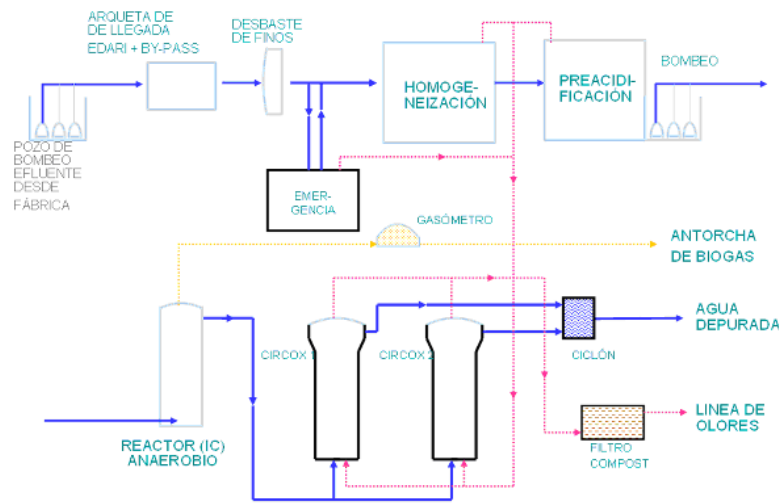 ARQUETA DE
DE LLEGADA
EDARI + BY-PASS
DESBASTE
DE FINOS
HOMOGE-
NEIZACIÓN
PREACIDI-
FICACIÓN
BOMBEO
POZO DE
BOMBEO
EFLUENTE
DESDE
FÁBRICA
EMER-
GENCIA
GASÓMETRO
ANTORCHA
DE BIOGAS
CIRCOX 1
CIRCOX 2
CICLÓN
AGUA
DEPURADA
REACTOR (IC)
ANAEROBIO
FILTRO
COMPOST
LINEA DE
OLORES